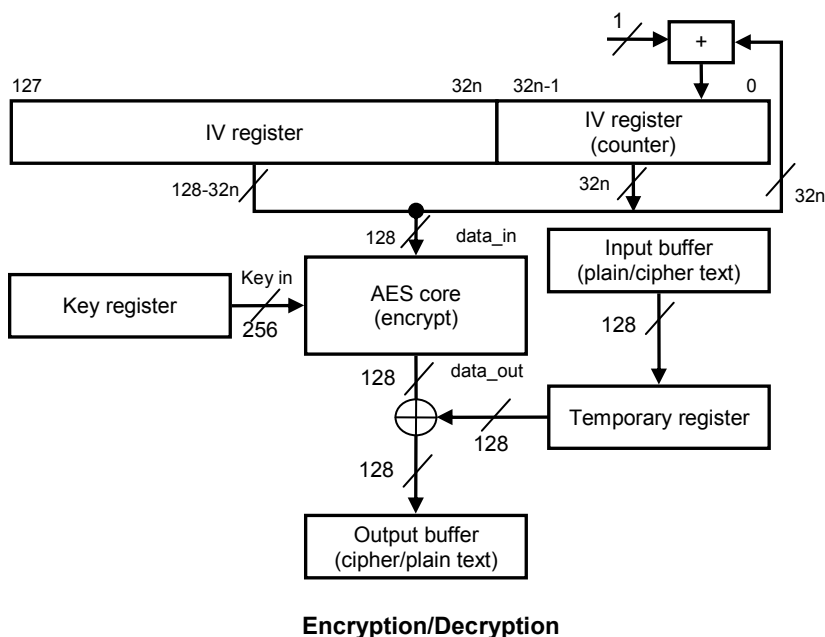 1
+
127
32n
32n-1
0
IV register
IV register
(counter)
128-32n
32n
32n
128
data_in
Input buffer
(plain/cipher text)
Key register
Key in
256
AES core
(encrypt)
128
128
data_out
Temporary register
128
128
Output buffer
(cipher/plain text)
Encryption/Decryption